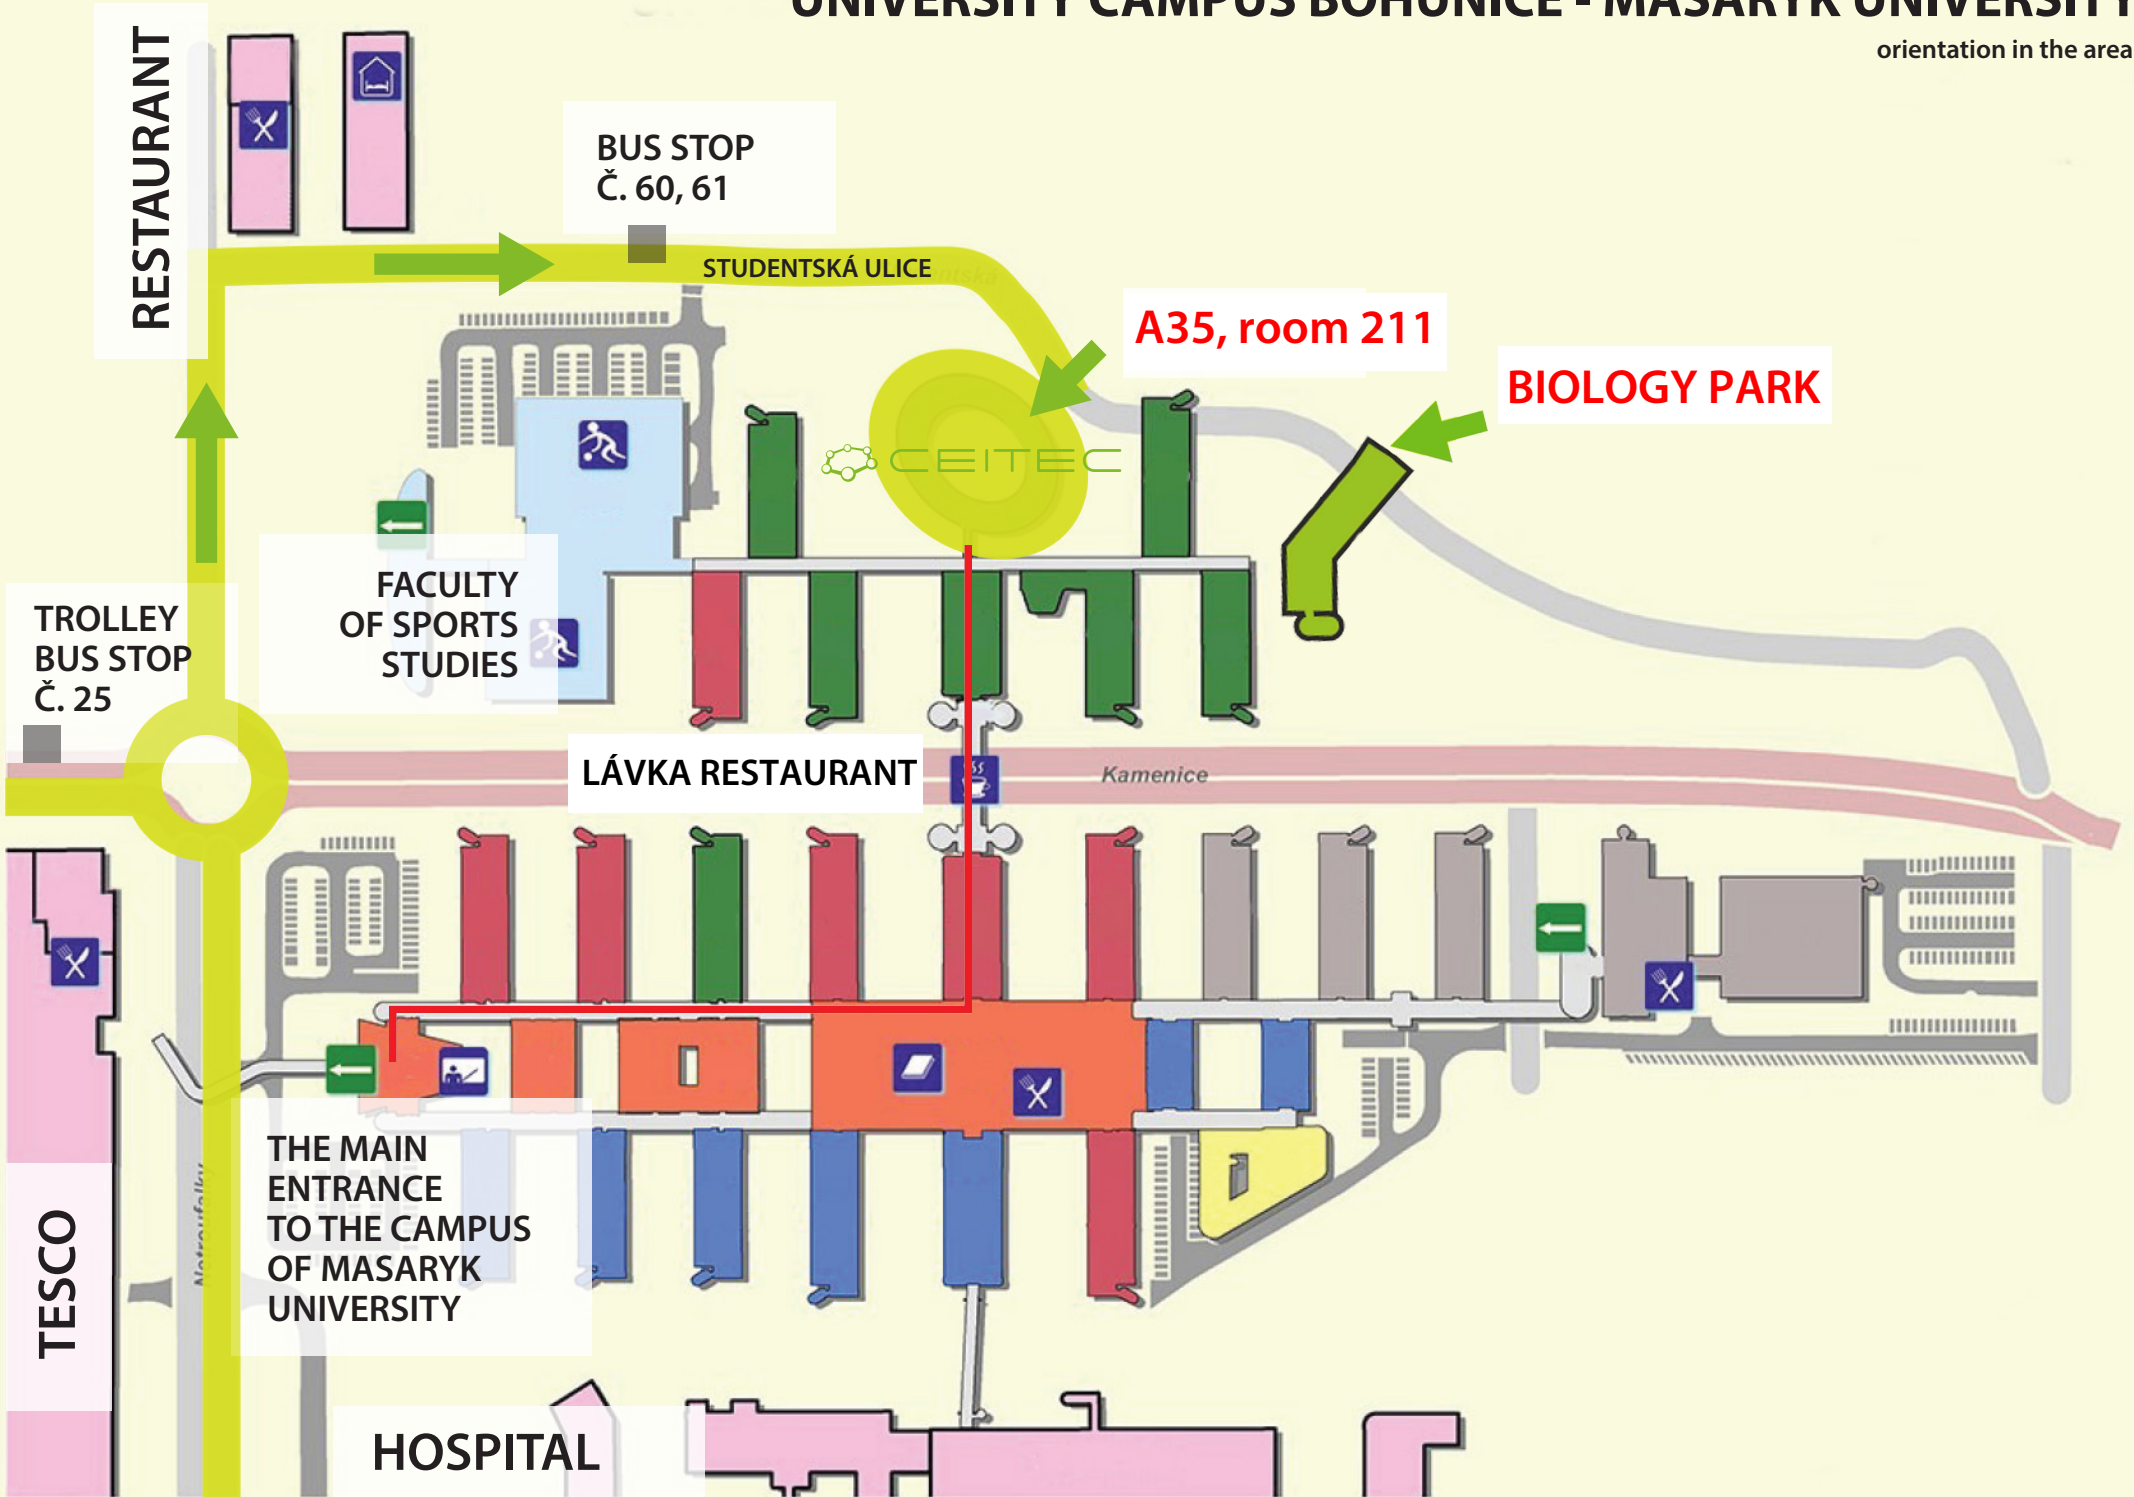 UNIVERSITY CAMPUS BOHUNICE - MASARYK UNIVERSITY
orientation in the area
RESTAURANT
BUS STOP
Č. 60, 61
STUDENTSKÁ ULICE
A35, room 211
BIOLOGY PARK
CEITEC
FACULTY
OF SPORTS
STUDIES
TROLLEY
BUS STOP
Č. 25
LÁVKA RESTAURANT
Kamenice
THE MAIN
ENTRANCE
TO THE CAMPUS
OF MASARYK
UNIVERSITY
Netroufalky
TESCO
HOSPITAL